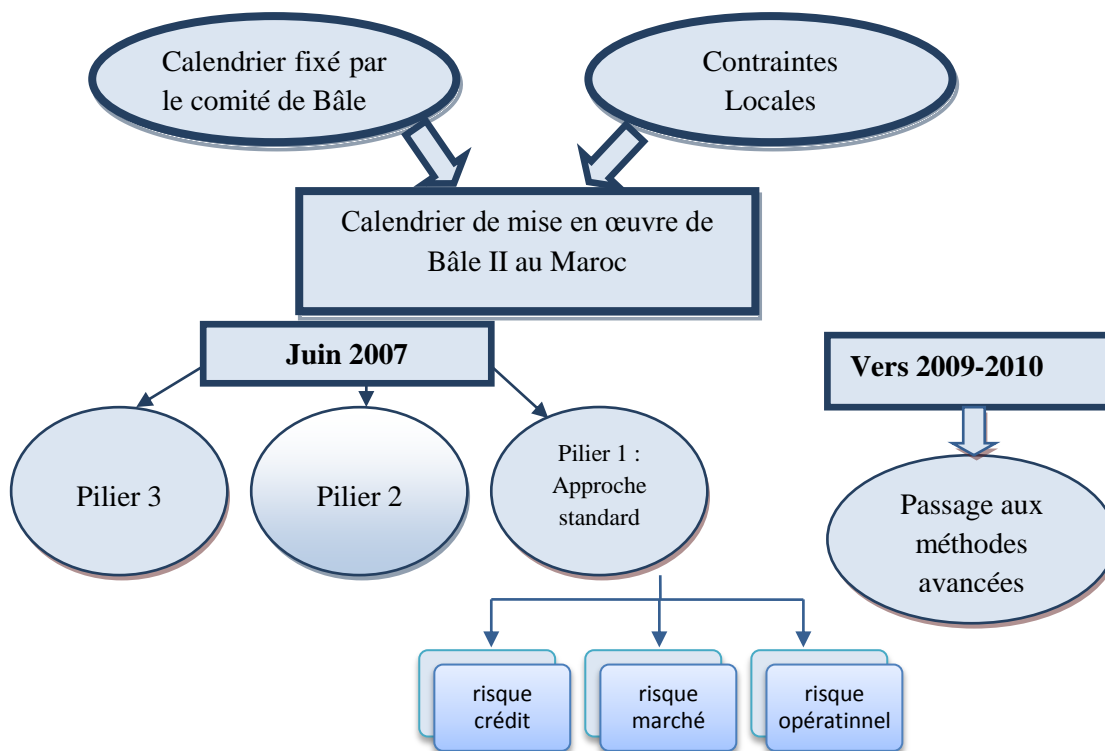 Calendrier fixé par
le comité de Bâle
Contraintes
Locales
Calendrier de mise en œuvre de
Bâle II au Maroc
Juin 2007
Vers 2009-2010
Pilier 3
Pilier 2
Pilier 1 :
Approche
standard
Passage aux
méthodes
avancées
risque
crédit
risque
marché
risque
opératinnel